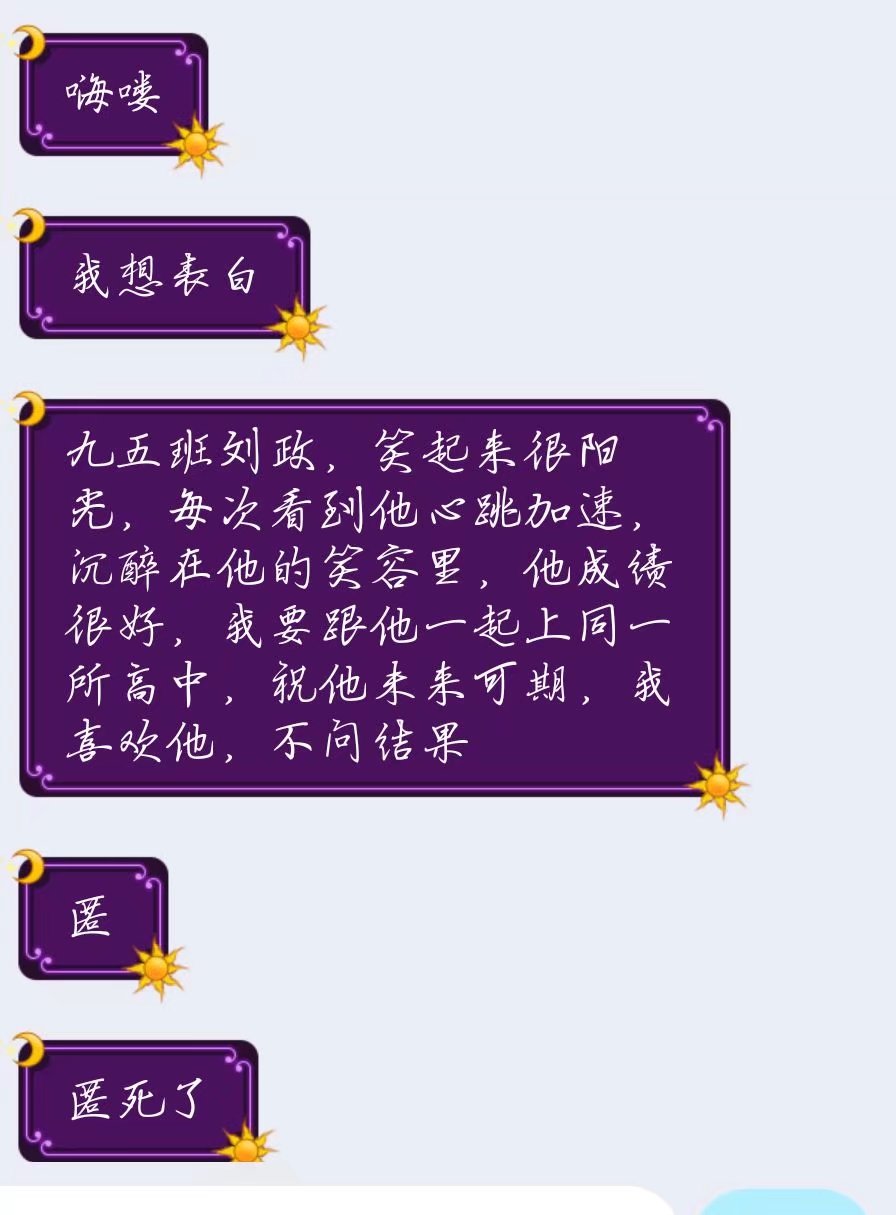 嗨喽
我想表白
九五班刘政，笑起来很阳
光，每次看到他心跳加速，
沉醉在他的笑容里，他成绩
很好，我要跟他一起上同一
所高中，祝他未来可期，我
喜欢他，不问结果
匿
匿死了